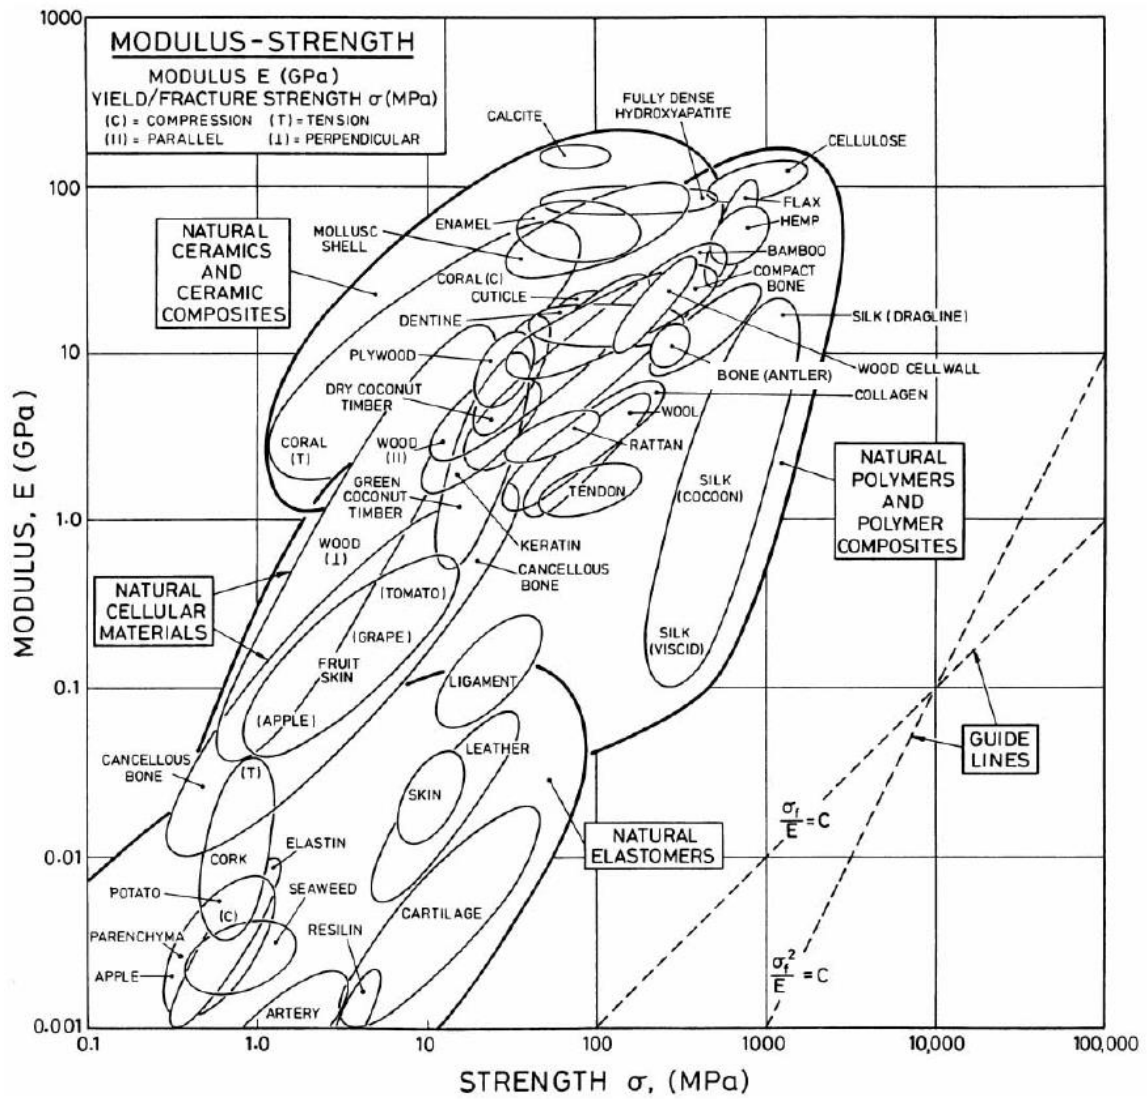 MODULUS-STRENGTH
MODULUS E (GPa)
YIELD/FRACTURE STRENGTH σ (MPa)
(C) = COMPRESSION (T) = TENSION
(II) = PARALLEL (⊥) = PERPENDICULAR
1000
100
10
1.0
0.1
0.01
0.001
MODULUS, E (GPa)
0.1
1.0
10
100
1000
10,000
100,000
STRENGTH σ, (MPa)
CALCITE
FULLY DENSE
HYDROXYAPATITE
CELLULOSE
FLAX
HEMP
BAMBOO
COMPACT
BONE
SILK (DRAGLINE)
WOOD CELL WALL
BONE (ANTLER)
COLLAGEN
WOOL
RATTAN
TENDON
NATURAL
CERAMICS
AND
CERAMIC
COMPOSITES
MOLLUSC
SHELL
ENAMEL
CORAL (C)
CUTICLE
DENTINE
PLYWOOD
DRY COCONUT
TIMBER
CORAL
(T)
WOOD
(II)
GREEN
COCONUT
TIMBER
WOOD
(⊥)
KERATIN
CANCELLOUS
BONE
SILK
(COCOON)
SILK
(VISCID)
NATURAL
POLYMERS
AND
POLYMER
COMPOSITES
NATURAL
CELLULAR
MATERIALS
(TOMATO)
(GRAPE)
FRUIT
SKIN
(APPLE)
LIGAMENT
LEATHER
SKIN
CARTILAGE
NATURAL
ELASTOMERS
GUIDE
LINES
σf/E = C
σf²/E = C
CANCELLOUS
BONE
(T)
CORK
(C)
ELASTIN
SEAWEED
POTATO
PARENCHYMA
APPLE
RESILIN
ARTERY